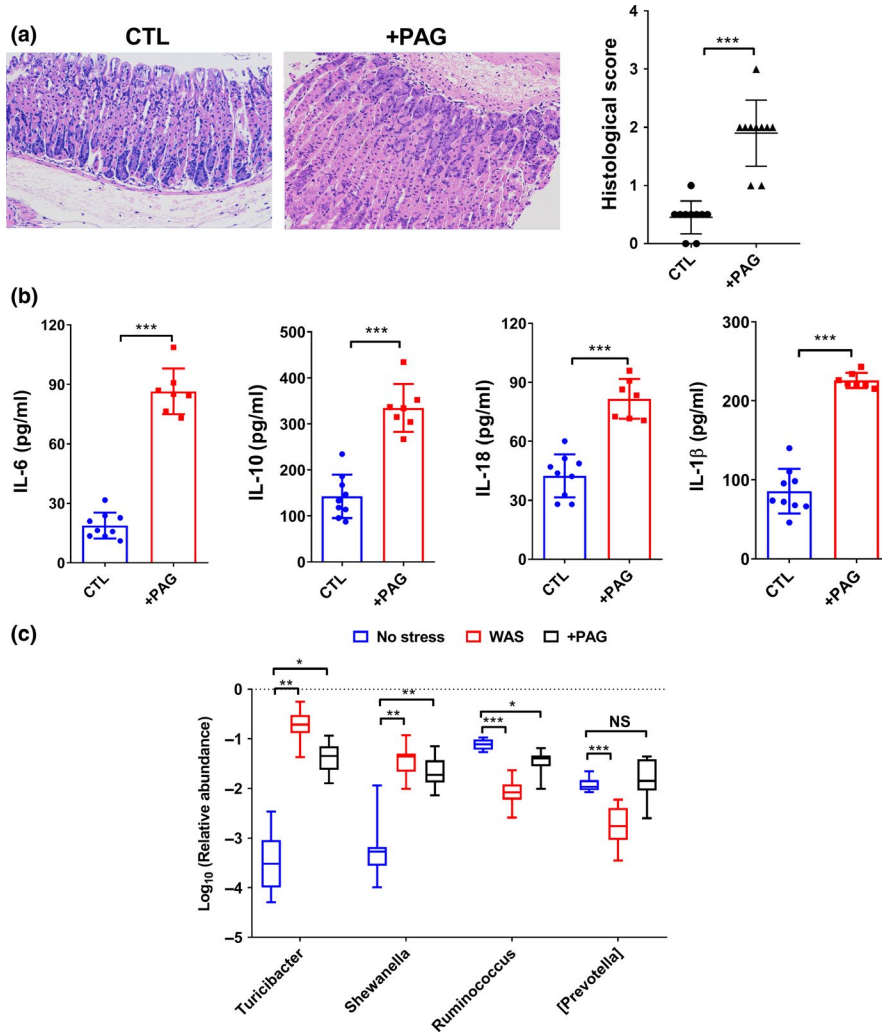 (a)
CTL
+PAG
Histological score
4
3
2
1
0
***
CTL
+PAG
(b)
IL-6 (pg/ml)
120
90
60
30
0
***
CTL
+PAG
IL-10 (pg/ml)
500
400
300
200
100
0
***
CTL
+PAG
IL-18 (pg/ml)
120
90
60
30
0
***
CTL
+PAG
IL-1β (pg/ml)
300
200
100
0
***
CTL
+PAG
(c)
No stress WAS +PAG
Log10 (Relative abundance)
0
–1
–2
–3
–4
–5
*
**
**
**
*
***
NS
***
Turicibacter
Shewanella
Ruminococcus
[Prevotella]